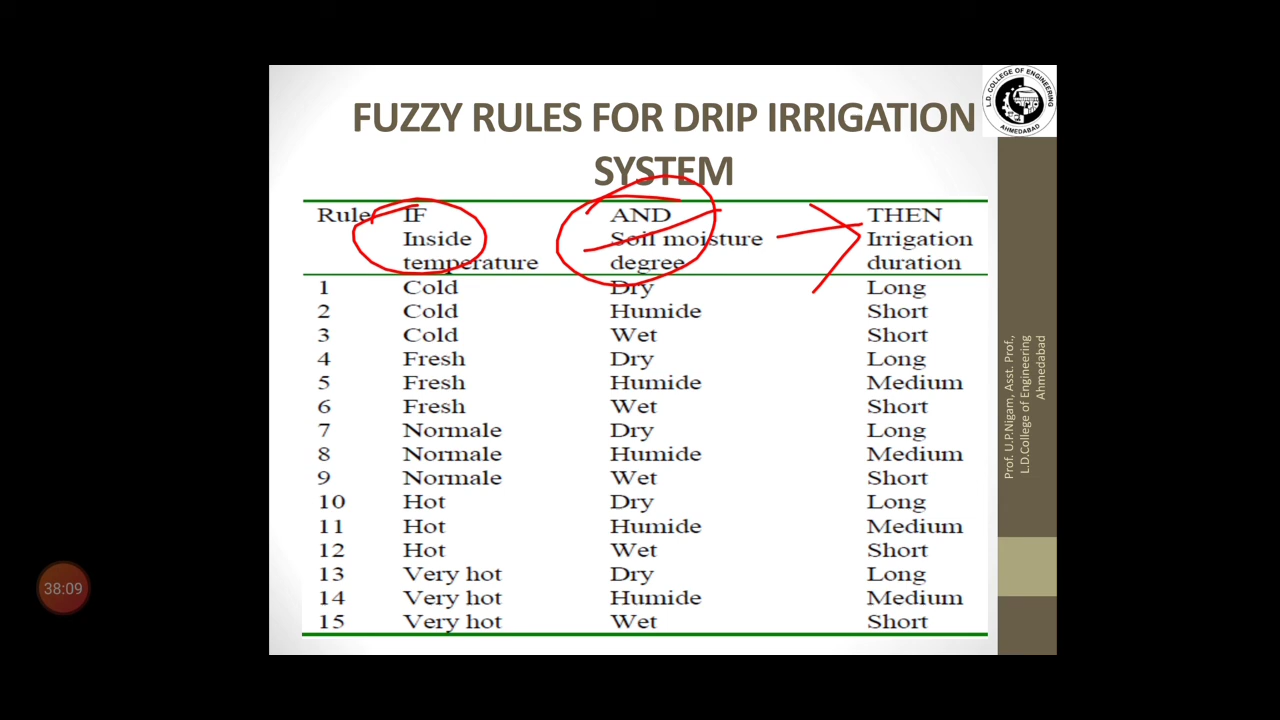 FUZZY RULES FOR DRIP IRRIGATION
SYSTEM
L.D. COLLEGE OF ENGINEERING
AHMEDABAD
Rule IF AND THEN
Inside Soil moisture Irrigation
temperature degree duration
1 Cold Dry Long
2 Cold Humide Short
3 Cold Wet Short
4 Fresh Dry Long
5 Fresh Humide Medium
6 Fresh Wet Short
7 Normale Dry Long
8 Normale Humide Medium
9 Normale Wet Short
10 Hot Dry Long
11 Hot Humide Medium
12 Hot Wet Short
13 Very hot Dry Long
14 Very hot Humide Medium
15 Very hot Wet Short
Prof. U.P.Nigam, Asst. Prof.,
L.D.College of Engineering
Ahmedabad
38:09